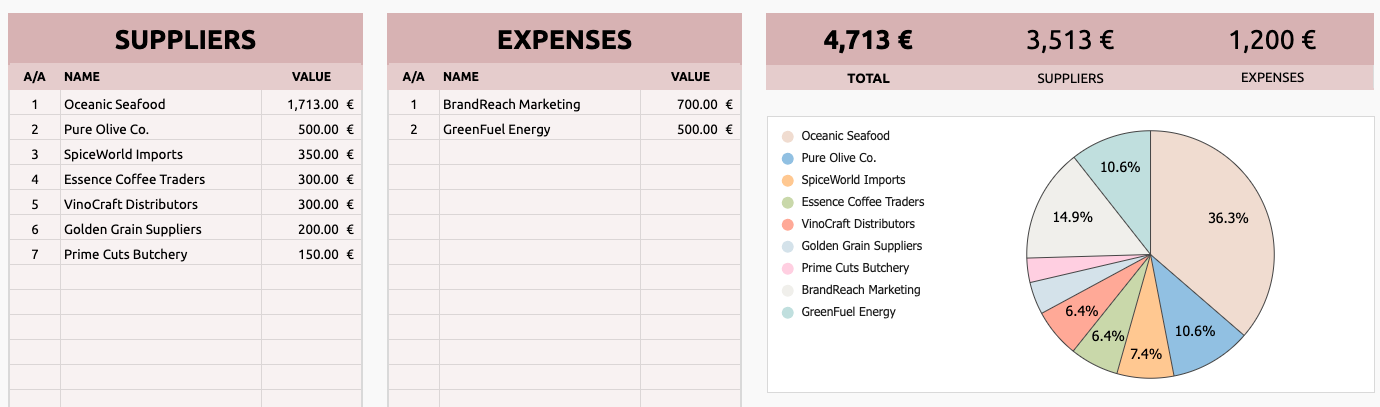 SUPPLIERS
A/A NAME VALUE
1 Oceanic Seafood 1,713.00 €
2 Pure Olive Co. 500.00 €
3 SpiceWorld Imports 350.00 €
4 Essence Coffee Traders 300.00 €
5 VinoCraft Distributors 300.00 €
6 Golden Grain Suppliers 200.00 €
7 Prime Cuts Butchery 150.00 €
EXPENSES
A/A NAME VALUE
1 BrandReach Marketing 700.00 €
2 GreenFuel Energy 500.00 €
4,713 € 3,513 € 1,200 €
TOTAL SUPPLIERS EXPENSES
Oceanic Seafood
Pure Olive Co.
SpiceWorld Imports
Essence Coffee Traders
VinoCraft Distributors
Golden Grain Suppliers
Prime Cuts Butchery
BrandReach Marketing
GreenFuel Energy
36.3%
10.6%
7.4%
6.4%
6.4%
14.9%
10.6%